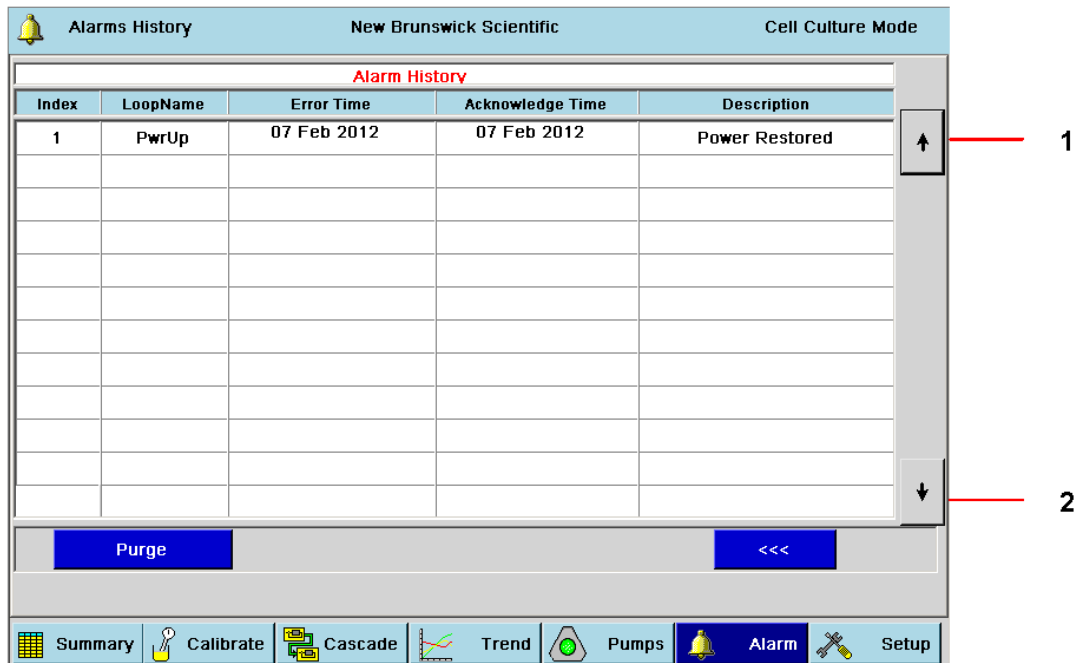 Alarms History New Brunswick Scientific Cell Culture Mode
Alarm History
Index LoopName Error Time Acknowledge Time Description
1 PwrUp 07 Feb 2012 07 Feb 2012 Power Restored
1
2
Purge <<<
Summary Calibrate Cascade Trend Pumps Alarm Setup